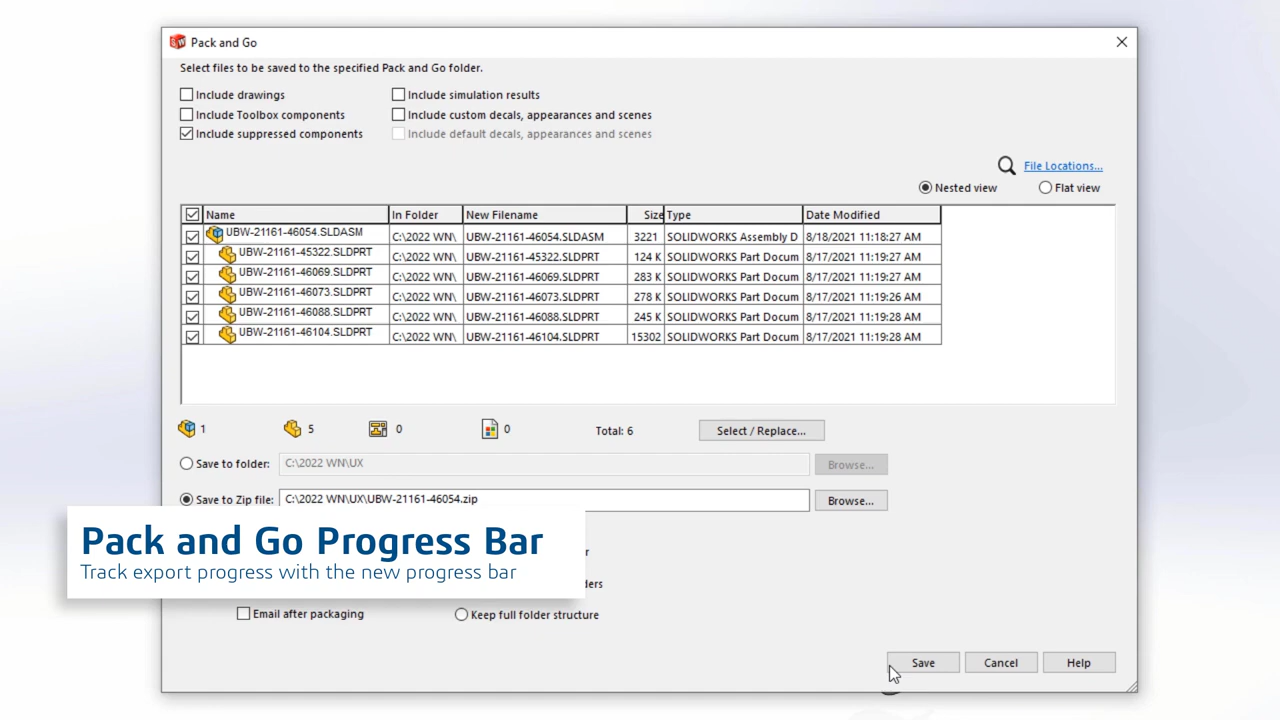 Pack and Go
Select files to be saved to the specified Pack and Go folder.
Include drawings
Include simulation results
Include Toolbox components
Include custom decals, appearances and scenes
Include suppressed components
Include default decals, appearances and scenes
File Locations...
Nested view Flat view
Name In Folder New Filename Size Type Date Modified
UBW-21161-46054.SLDASM C:\2022 WN\ UBW-21161-46054.SLDASM 3221 SOLIDWORKS Assembly D 8/18/2021 11:18:27 AM
UBW-21161-45322.SLDPRT C:\2022 WN\ UBW-21161-45322.SLDPRT 124 K SOLIDWORKS Part Docum 8/17/2021 11:19:27 AM
UBW-21161-46069.SLDPRT C:\2022 WN\ UBW-21161-46069.SLDPRT 283 K SOLIDWORKS Part Docum 8/17/2021 11:19:27 AM
UBW-21161-46073.SLDPRT C:\2022 WN\ UBW-21161-46073.SLDPRT 278 K SOLIDWORKS Part Docum 8/17/2021 11:19:26 AM
UBW-21161-46088.SLDPRT C:\2022 WN\ UBW-21161-46088.SLDPRT 245 K SOLIDWORKS Part Docum 8/17/2021 11:19:28 AM
UBW-21161-46104.SLDPRT C:\2022 WN\ UBW-21161-46104.SLDPRT 15302 SOLIDWORKS Part Docum 8/17/2021 11:19:28 AM
1 5 0 0 Total: 6 Select / Replace...
Save to folder: C:\2022 WN\UX Browse...
Save to Zip file: C:\2022 WN\UX\UBW-21161-46054.zip Browse...
Pack and Go Progress Bar
Track export progress with the new progress bar
r
ders
Email after packaging Keep full folder structure
Save Cancel Help